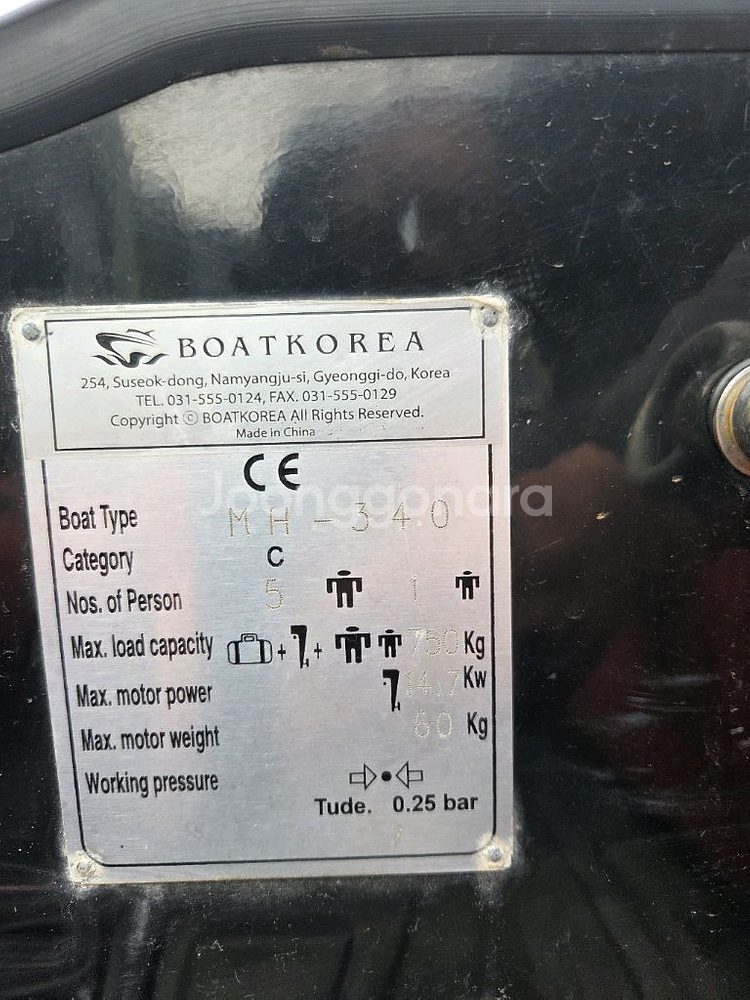 BOATKOREA
254, Suseok-dong, Namyangju-si, Gyeonggi-do, Korea
TEL. 031-555-0124, FAX. 031-555-0129
Copyright ⓒ BOATKOREA All Rights Reserved.
Made in China
CE
Joonggonara
Boat Type MH-340
Category C
Nos. of Person 5 1
Max. load capacity + + 750 Kg
Max. motor power 14.7 Kw
Max. motor weight 60 Kg
Working pressure
Tude. 0.25 bar